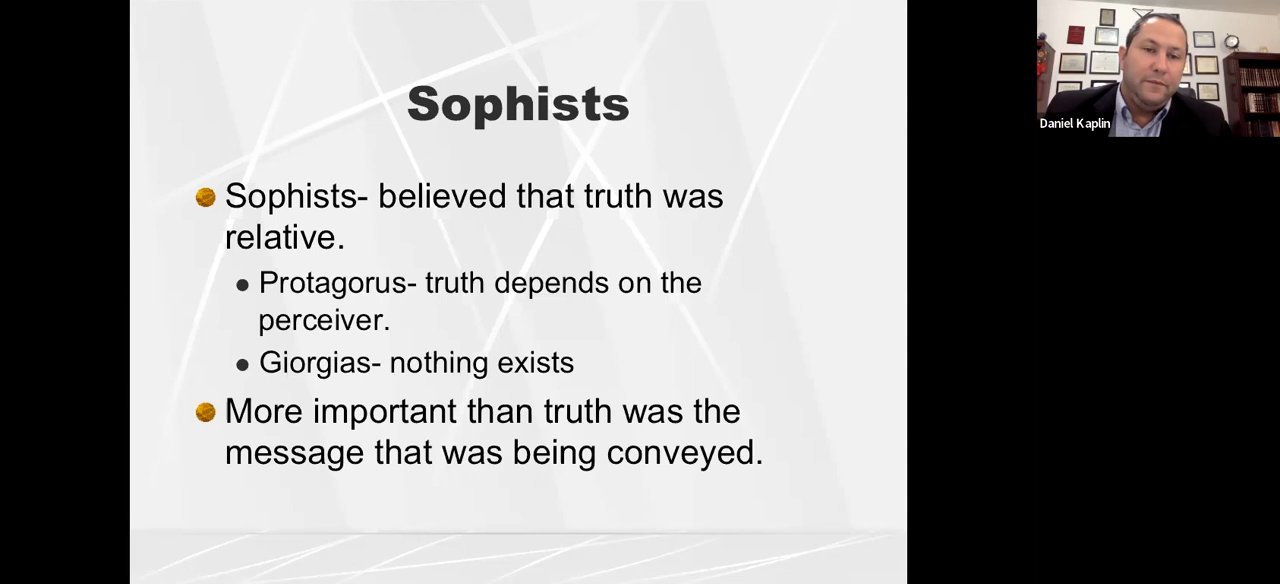 Sophists
Sophists- believed that truth was
relative.
Protagorus- truth depends on the
perceiver.
Giorgias- nothing exists
More important than truth was the
message that was being conveyed.
Daniel Kaplin